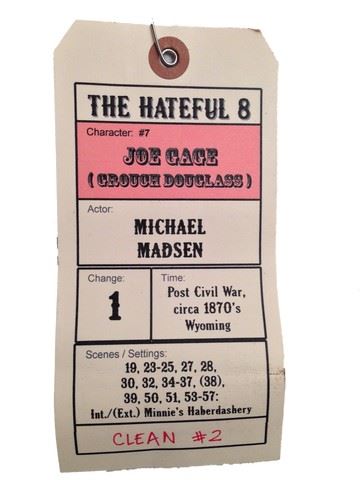 THE HATEFUL 8
Character: #7
JOE GAGE
( GROUCH DOUGLASS )
Actor:
MICHAEL
MADSEN
Change:
1
Time:
Post Civil War,
circa 1870's
Wyoming
Scenes / Settings:
19, 23-25, 27, 28,
30, 32, 34-37, (38),
39, 50, 51, 53-57:
Int./(Ext.) Minnie's Haberdashery
CLEAN #2